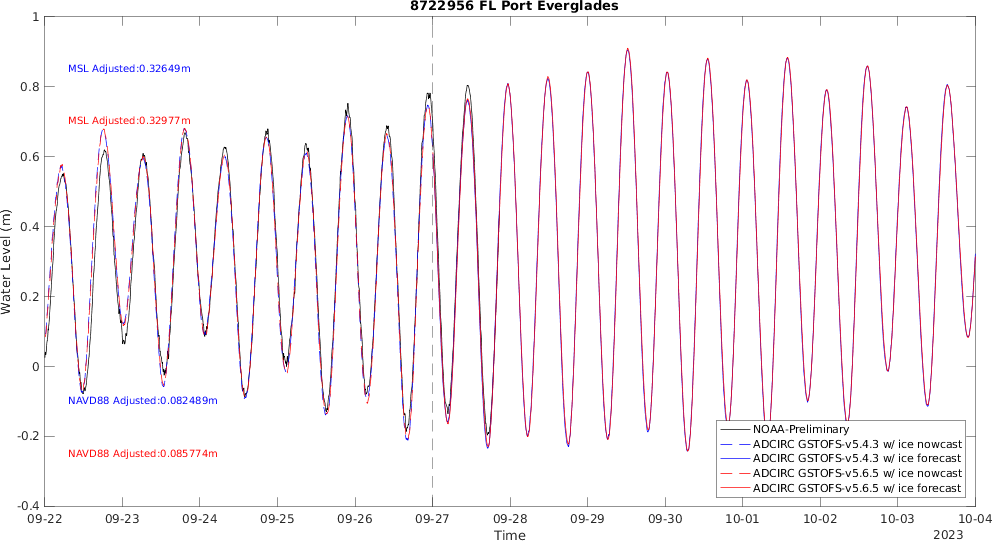 8722956 FL Port Everglades
1
0.8
0.6
0.4
0.2
0
-0.2
-0.4
Water Level (m)
MSL Adjusted:0.32649m
MSL Adjusted:0.32977m
NAVD88 Adjusted:0.082489m
NAVD88 Adjusted:0.085774m
NOAA-Preliminary
ADCIRC GSTOFS-v5.4.3 w/ ice nowcast
ADCIRC GSTOFS-v5.4.3 w/ ice forecast
ADCIRC GSTOFS-v5.6.5 w/ ice nowcast
ADCIRC GSTOFS-v5.6.5 w/ ice forecast
09-22 09-23 09-24 09-25 09-26 09-27 09-28 09-29 09-30 10-01 10-02 10-03 10-04
Time
2023